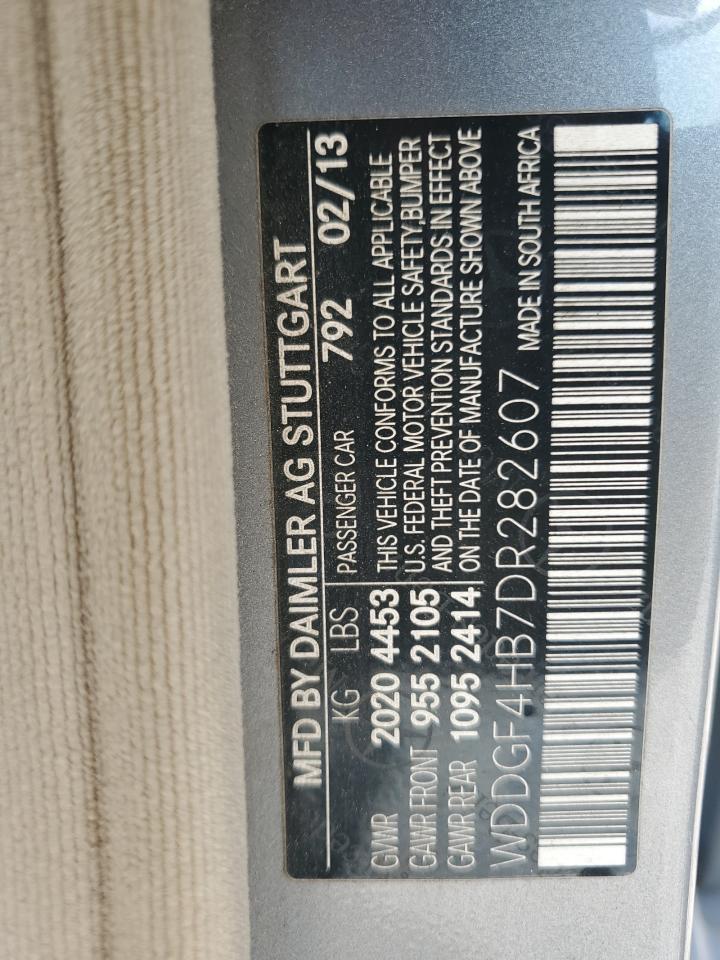 MFD BY DAIMLER AG STUTTGART
KG LBS PASSENGER CAR 792 02/13
GVWR 2020 4453 THIS VEHICLE CONFORMS TO ALL APPLICABLE
GAWR FRONT 955 2105 U.S. FEDERAL MOTOR VEHICLE SAFETY,BUMPER
GAWR REAR 1095 2414 AND THEFT PREVENTION STANDARDS IN EFFECT
ON THE DATE OF MANUFACTURE SHOWN ABOVE
WDDGF4HB7DR282607 MADE IN SOUTH AFRICA